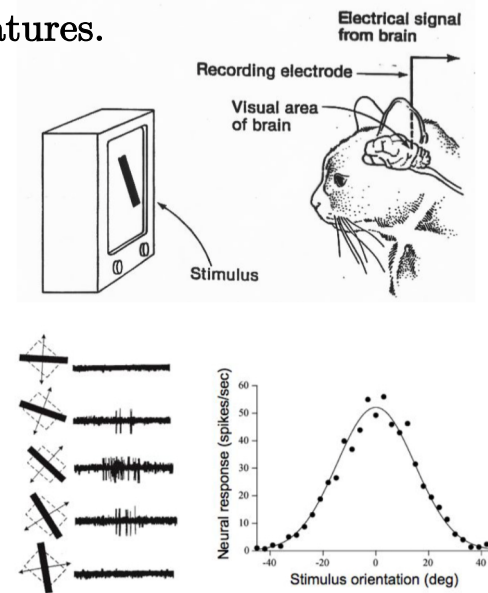 atures.
Electrical signal
from brain
Recording electrode
Visual area
of brain
Stimulus
Neural response (spikes/sec)
60
50
40
30
20
10
0
-40 -20 0 20 40
Stimulus orientation (deg)